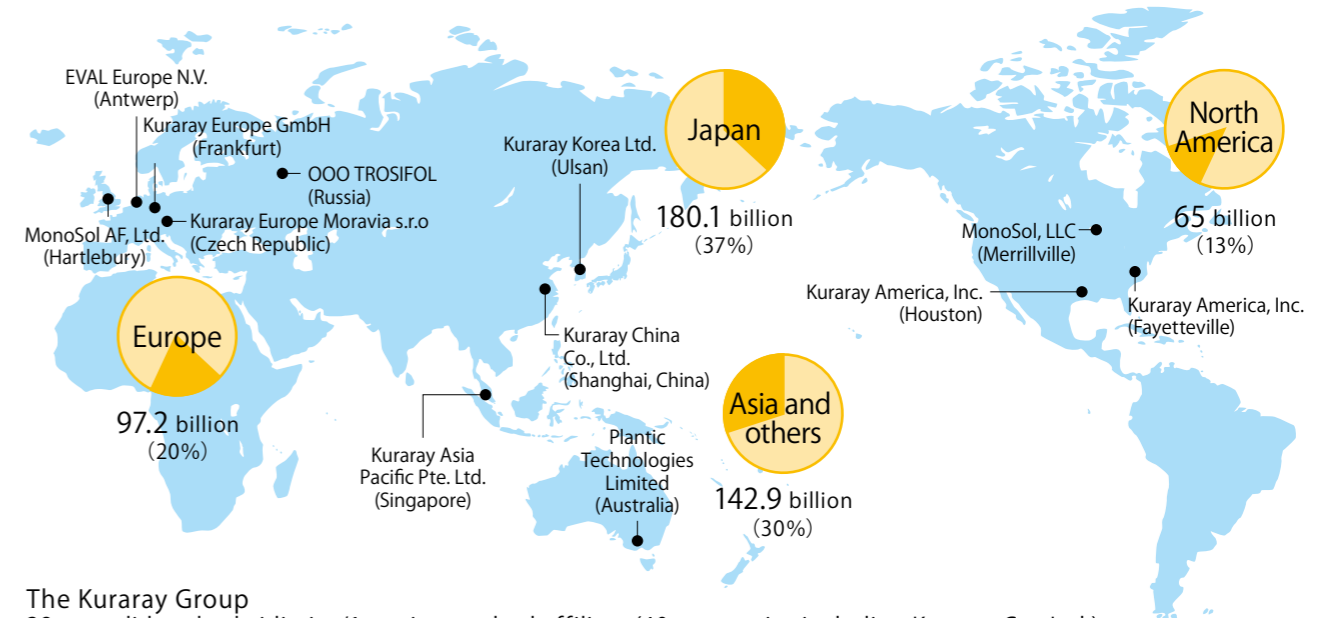 EVAL Europe N.V.
(Antwerp)
Kuraray Europe GmbH
(Frankfurt)
OOO TROSIFOL
(Russia)
Kuraray Europe Moravia s.r.o
(Czech Republic)
MonoSol AF, Ltd.
(Hartlebury)
Europe
97.2 billion
(20%)
Kuraray Korea Ltd.
(Ulsan)
Japan
180.1 billion
(37%)
Kuraray China
Co., Ltd.
(Shanghai, China)
Kuraray Asia
Pacific Pte. Ltd.
(Singapore)
Plantic
Technologies
Limited
(Australia)
Asia and
others
142.9 billion
(30%)
North
America
65 billion
(13%)
MonoSol, LLC
(Merrillville)
Kuraray America, Inc.
(Houston)
Kuraray America, Inc.
(Fayetteville)
The Kuraray Group